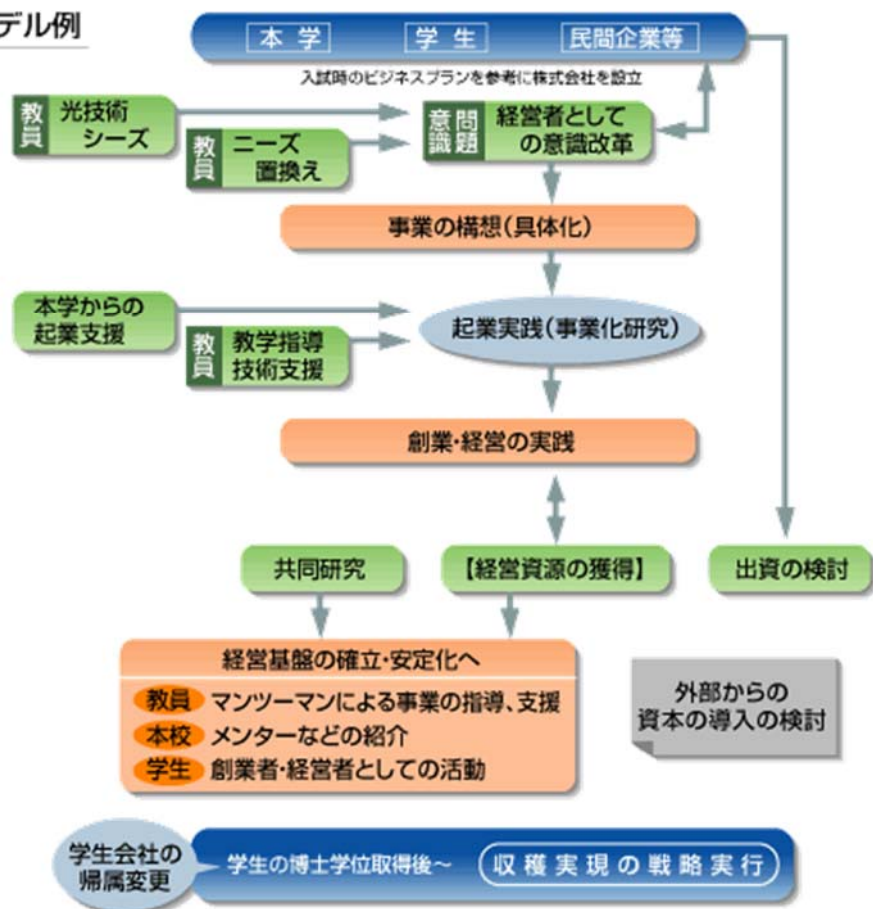 デル例
本学 学生 民間企業等
入試時のビジネスプランを参考に株式会社を設立
教員 光技術
シーズ
教員 ニーズ
置換え
問題
意識
経営者として
の意識改革
事業の構想(具体化)
本学からの
起業支援
教員 教学指導
技術支援
起業実践(事業化研究)
創業・経営の実践
共同研究
【経営資源の獲得】
出資の検討
経営基盤の確立・安定化へ
教員 マンツーマンによる事業の指導、支援
本校 メンターなどの紹介
学生 創業者・経営者としての活動
外部からの
資本の導入の検討
学生会社の
帰属変更
学生の博士学位取得後~ 収穫実現の戦略実行